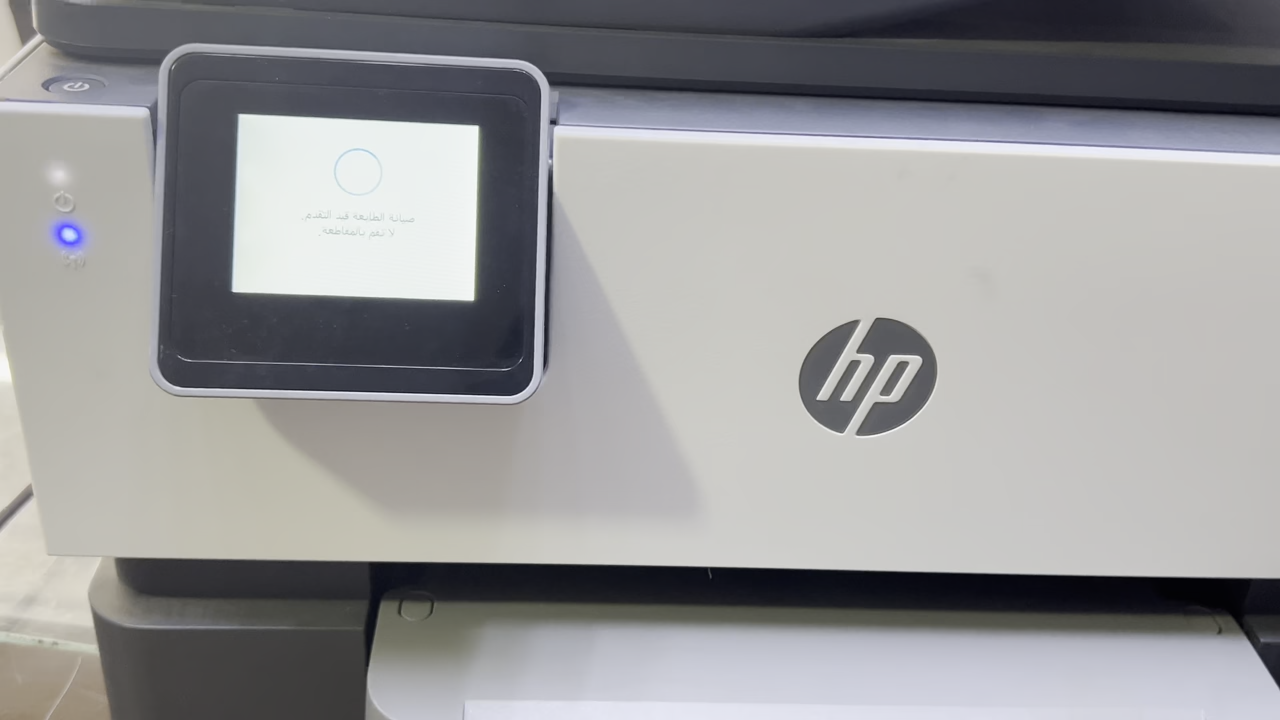 صيانة الطابعة قيد التقدم.
لا تقم بالمقاطعة.
hp